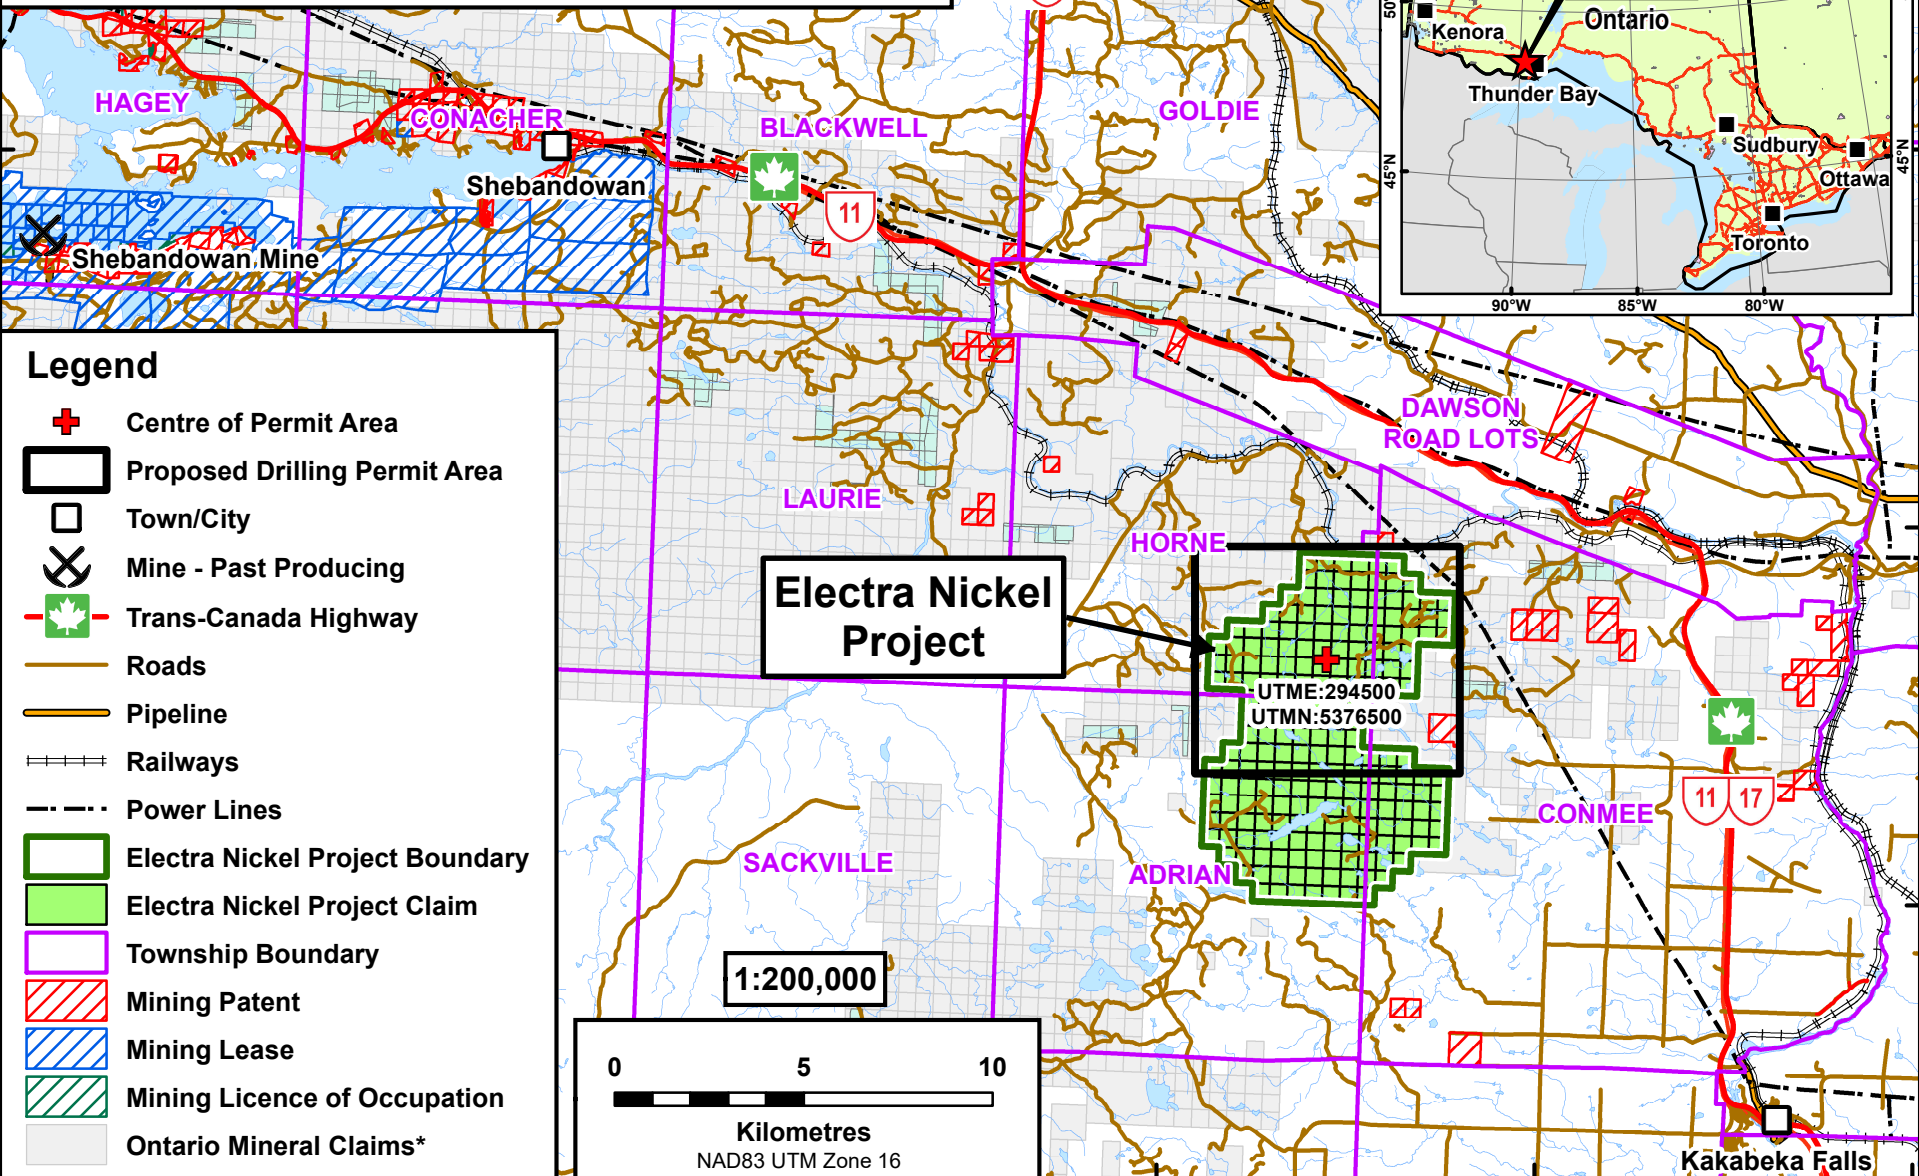 HAGEY
CONACHER
BLACKWELL
GOLDIE
Shebandowan
11
Shebandowan Mine
50°
Kenora
Ontario
Thunder Bay
Sudbury
Ottawa
Toronto
45°N
45°N
90°W
85°W
80°W
DAWSON
ROAD LOTS
LAURIE
HORNE
Electra Nickel
Project
UTME:294500
UTMN:5376500
11
17
CONMEE
SACKVILLE
ADRIAN
Kakabeka Falls
Legend
Centre of Permit Area
Proposed Drilling Permit Area
Town/City
Mine - Past Producing
Trans-Canada Highway
Roads
Pipeline
Railways
Power Lines
Electra Nickel Project Boundary
Electra Nickel Project Claim
Township Boundary
Mining Patent
Mining Lease
Mining Licence of Occupation
Ontario Mineral Claims*
1:200,000
0 5 10
Kilometres
NAD83 UTM Zone 16